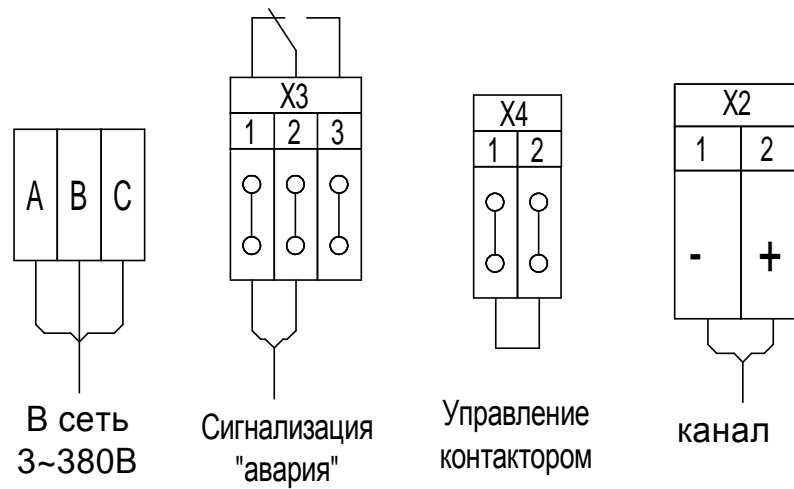 A B C
В сеть
3~380В
X3
1 2 3
Сигнализация
"авария"
X4
1 2
Управление
контактором
X2
1 2
- +
канал